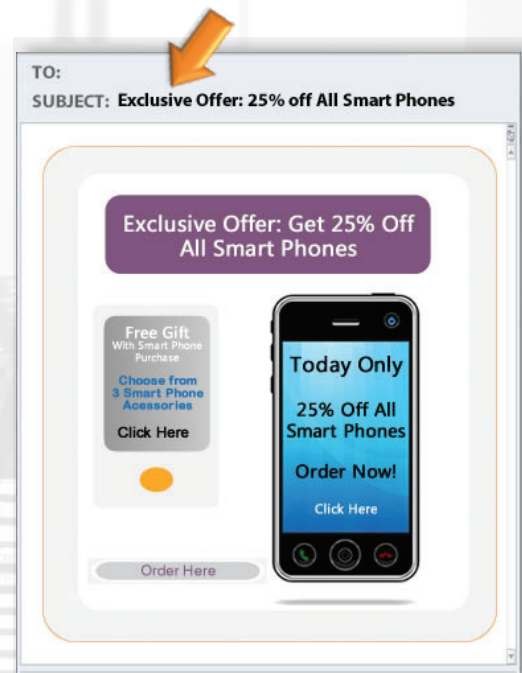 TO:
SUBJECT: Exclusive Offer: 25% off All Smart Phones
Exclusive Offer: Get 25% Off
All Smart Phones
Free Gift
With Smart Phone
Purchase
Choose from
3 Smart Phone
Acessories
Click Here
Today Only
25% Off All
Smart Phones
Order Now!
Click Here
Order Here